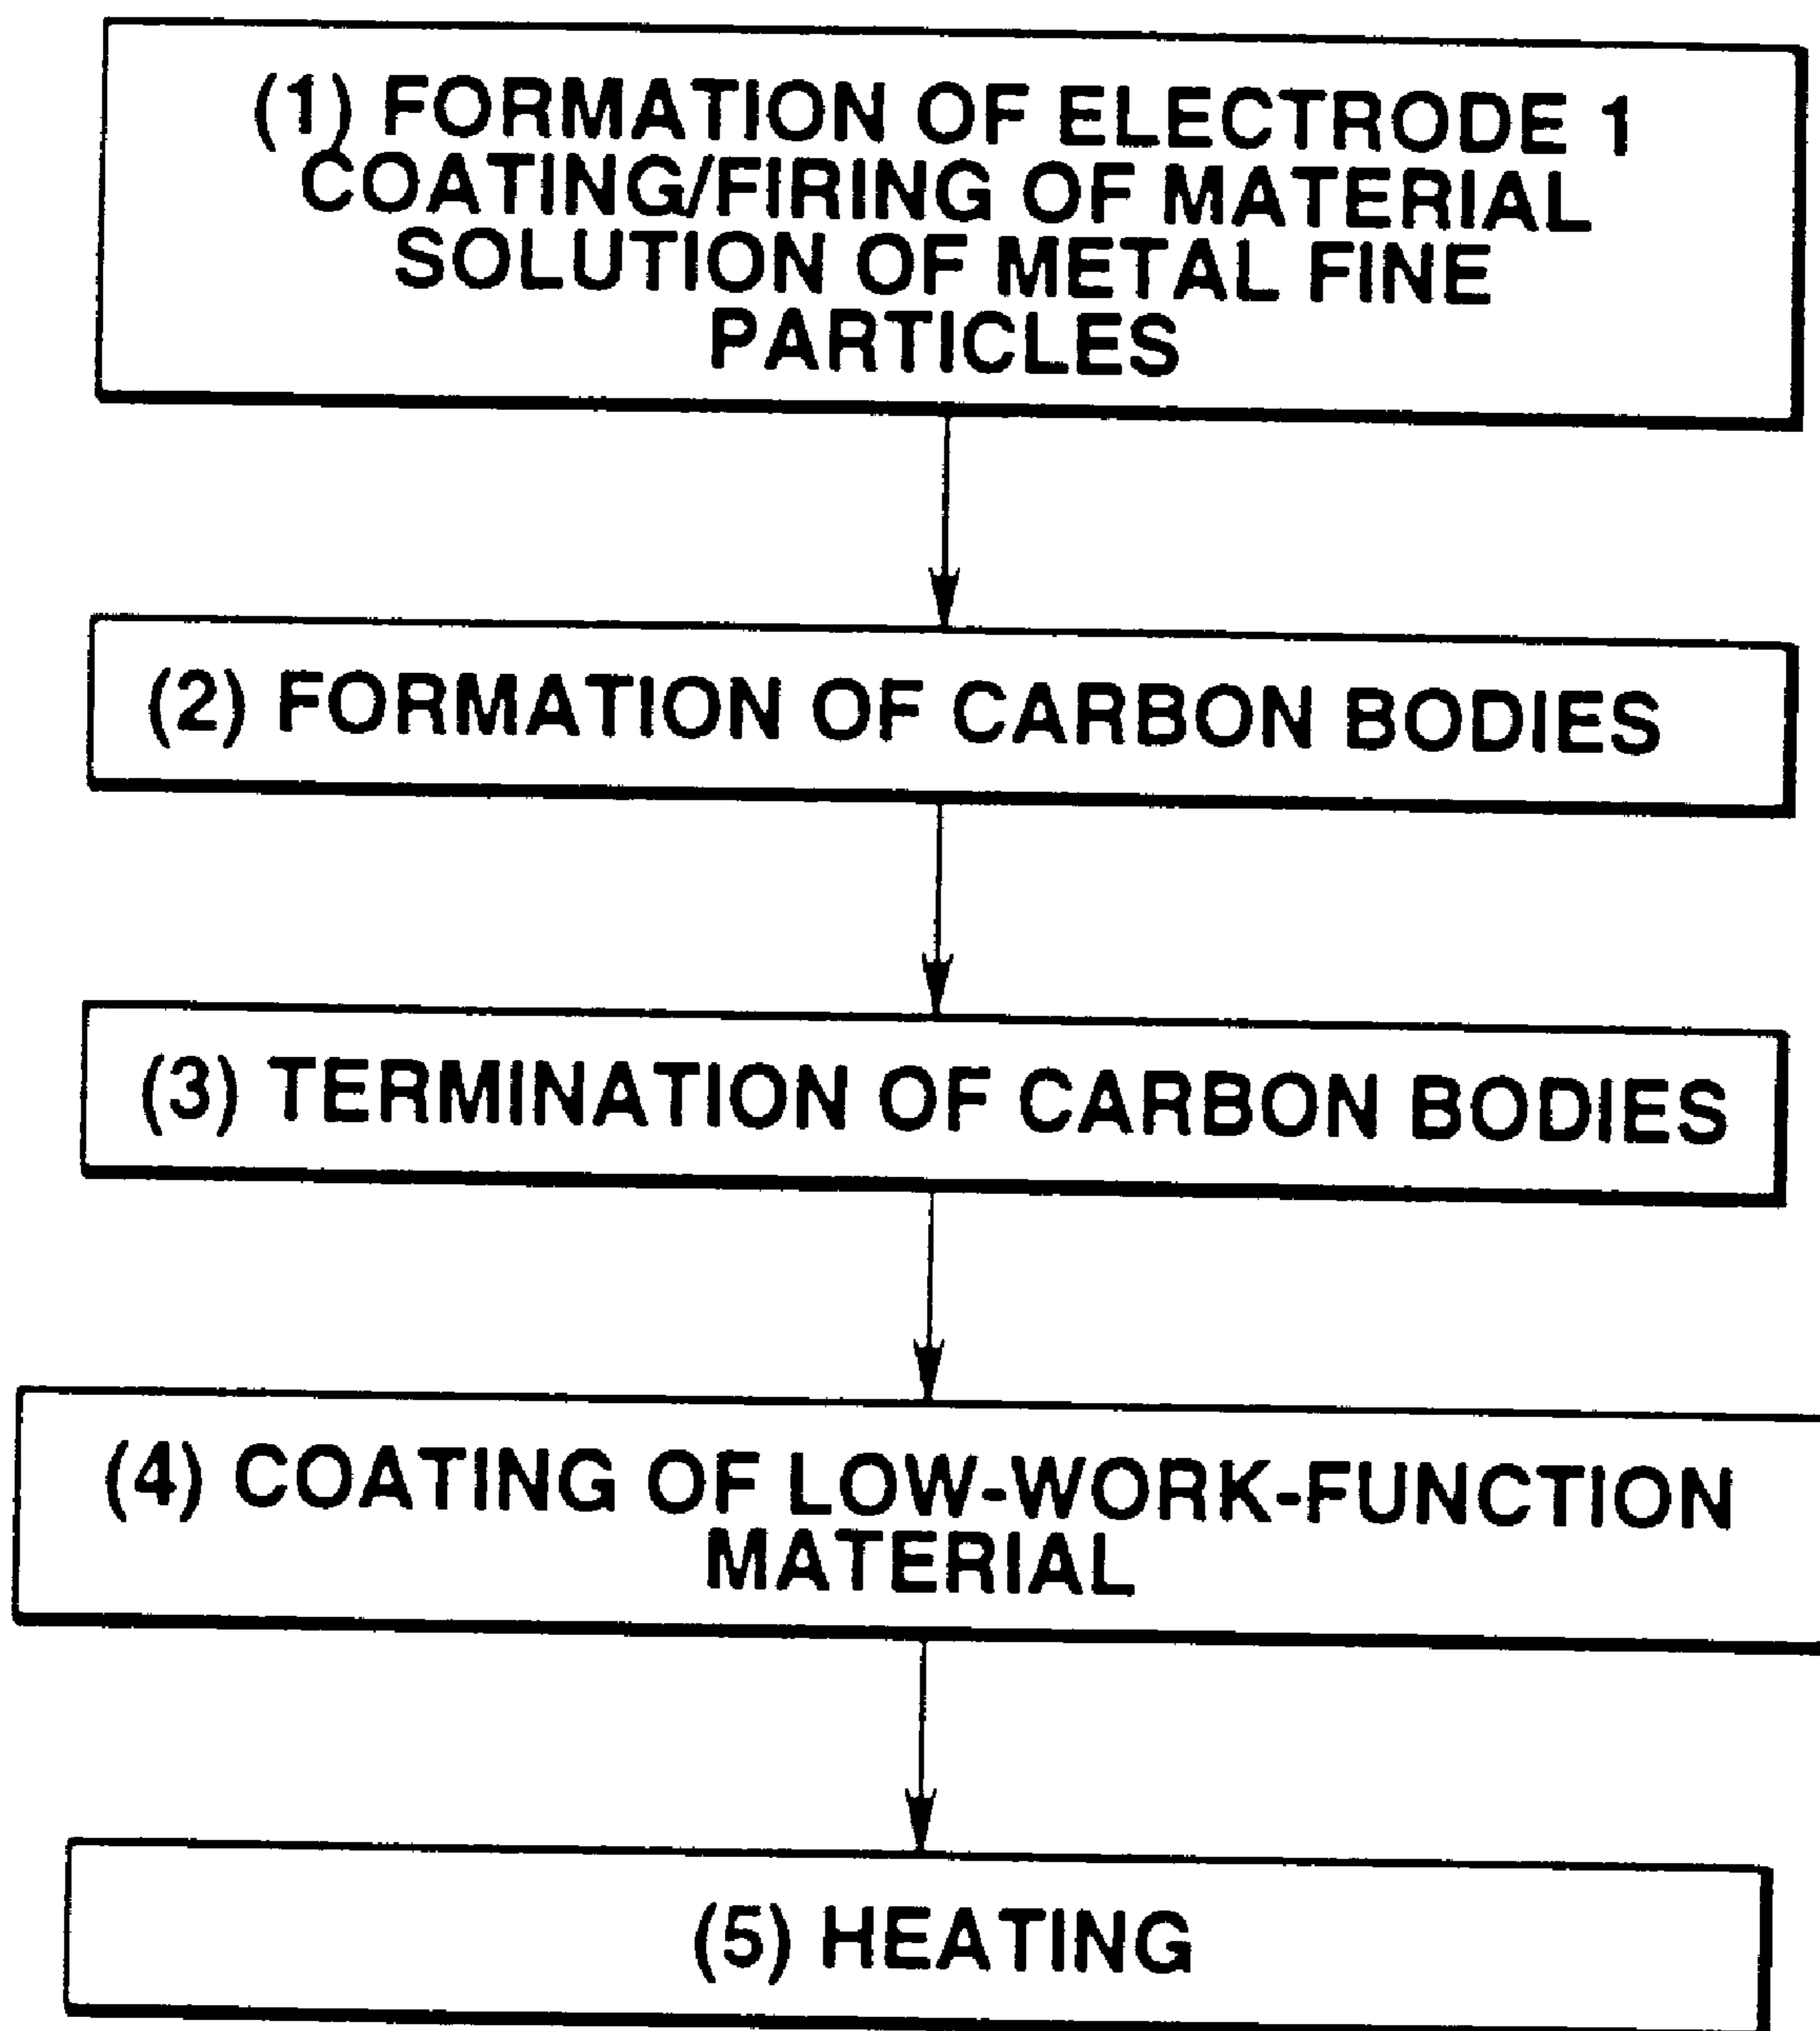 (1) FORMATION OF ELECTRODE 1
COATING/FIRING OF MATERIAL
SOLUTION OF METAL FINE
PARTICLES
(2) FORMATION OF CARBON BODIES
(3) TERMINATION OF CARBON BODIES
(4) COATING OF LOW-WORK-FUNCTION
MATERIAL
(5) HEATING